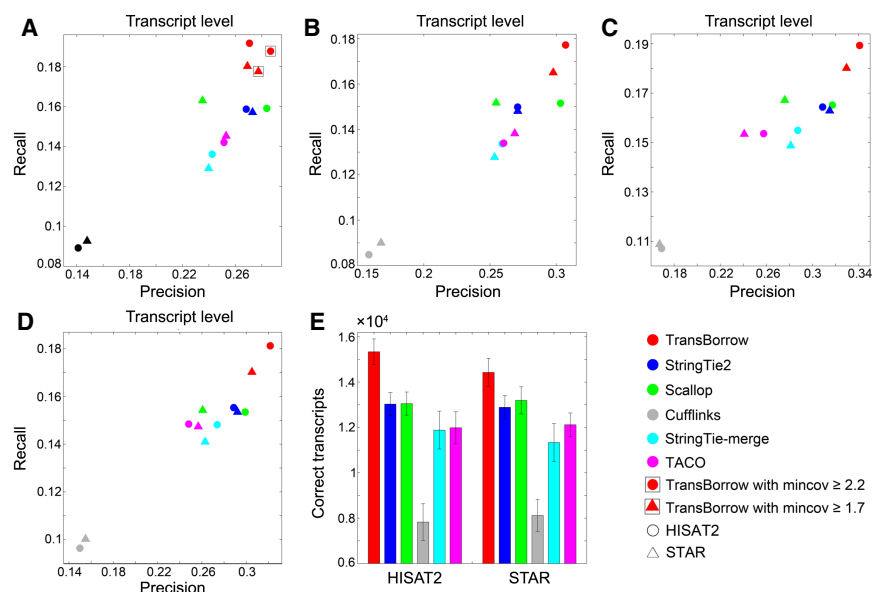 A
Transcript level
Recall
0.18
0.16
0.14
0.12
0.1
0.08
0.14
0.18
0.22
0.26
Precision
B
Transcript level
Recall
0.18
0.16
0.14
0.12
0.1
0.08
0.15
0.2
0.25
0.3
Precision
C
Transcript level
Recall
0.19
0.17
0.15
0.13
0.11
0.18
0.22
0.26
0.3
0.34
Precision
D
Transcript level
Recall
0.18
0.16
0.14
0.12
0.1
0.14
0.18
0.22
0.26
0.3
Precision
E
×10⁴
Correct transcripts
1.6
1.4
1.2
1
0.8
0.6
HISAT2
STAR
TransBorrow
StringTie2
Scallop
Cufflinks
StringTie-merge
TACO
TransBorrow with mincov ≥ 2.2
TransBorrow with mincov ≥ 1.7
HISAT2
STAR